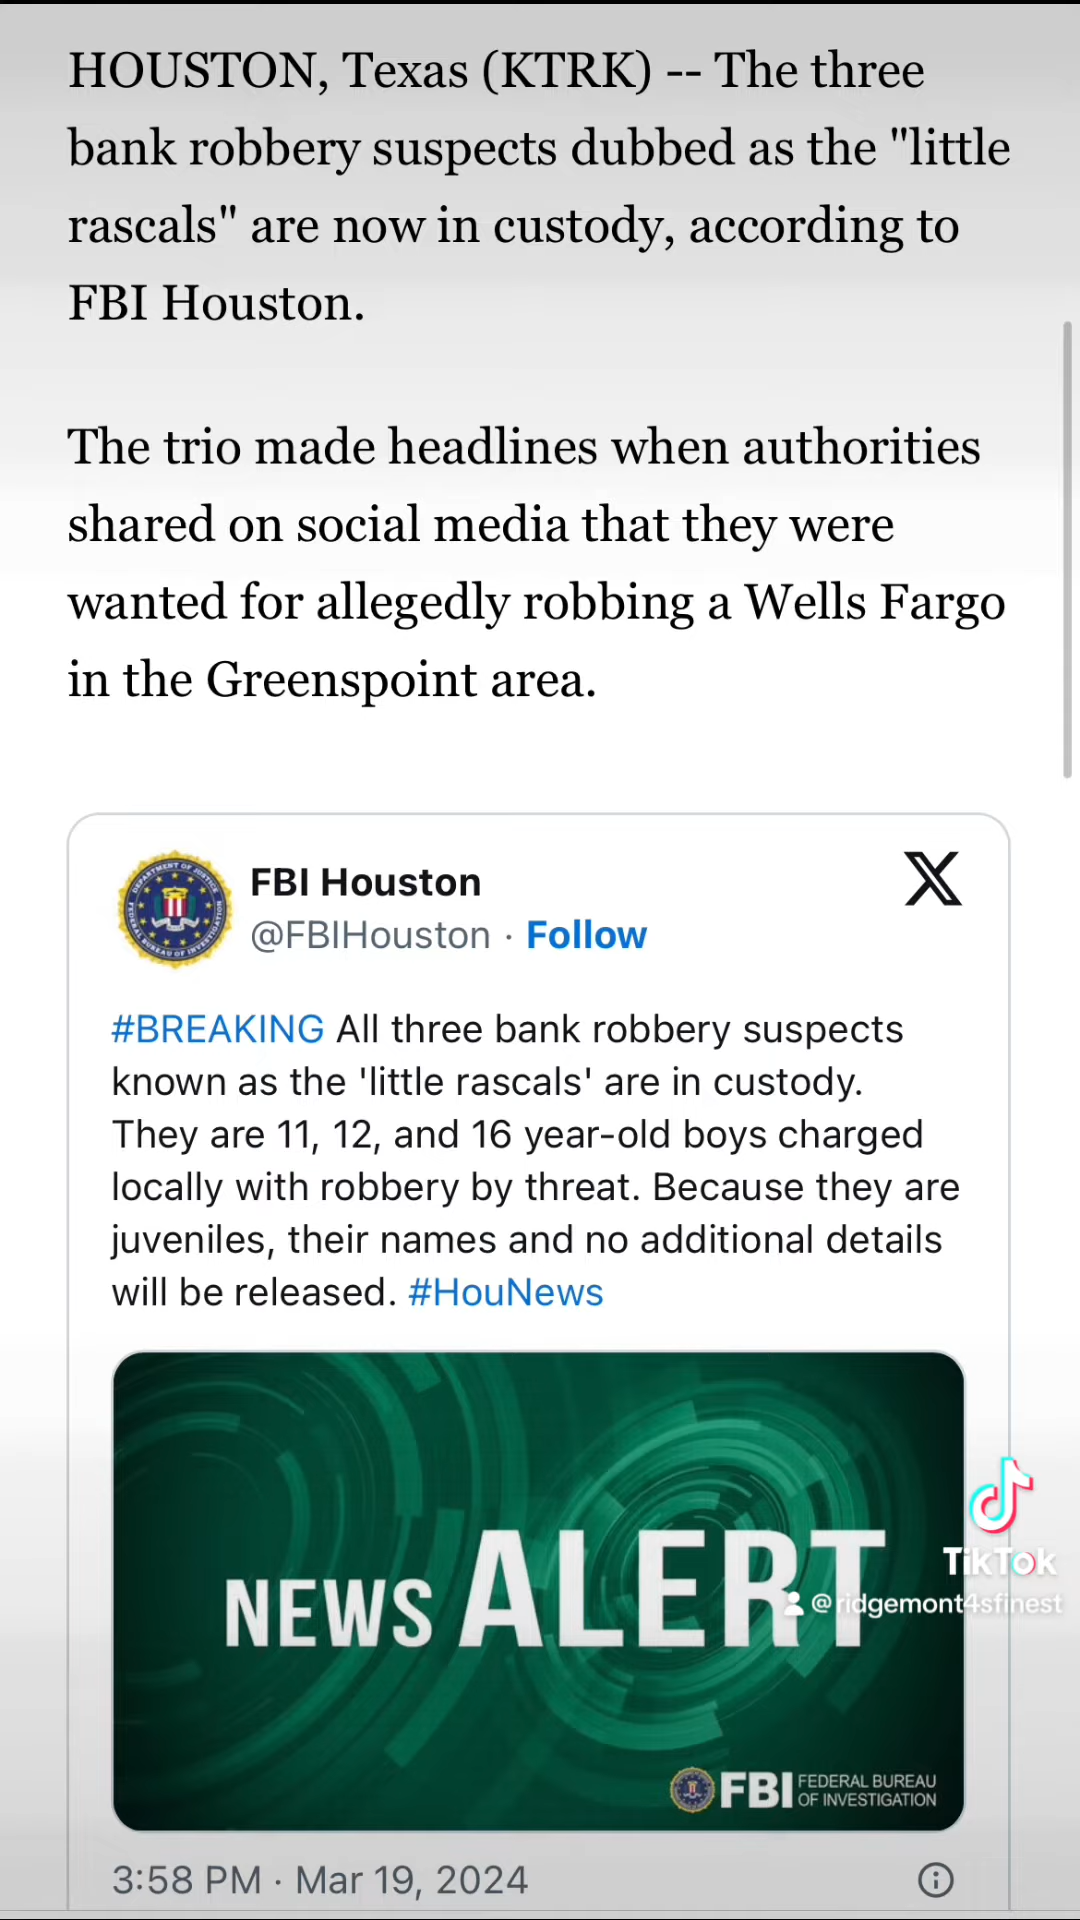 HOUSTON, Texas (KTRK) -- The three
bank robbery suspects dubbed as the "little
rascals" are now in custody, according to
FBI Houston.
The trio made headlines when authorities
shared on social media that they were
wanted for allegedly robbing a Wells Fargo
in the Greenspoint area.
FBI Houston
@FBIHouston · Follow
#BREAKING All three bank robbery suspects
known as the 'little rascals' are in custody.
They are 11, 12, and 16 year-old boys charged
locally with robbery by threat. Because they are
juveniles, their names and no additional details
will be released. #HouNews
NEWS ALERT
TikTok
@ridgemont4sfinest
FBI FEDERAL BUREAU
OF INVESTIGATION
3:58 PM · Mar 19, 2024